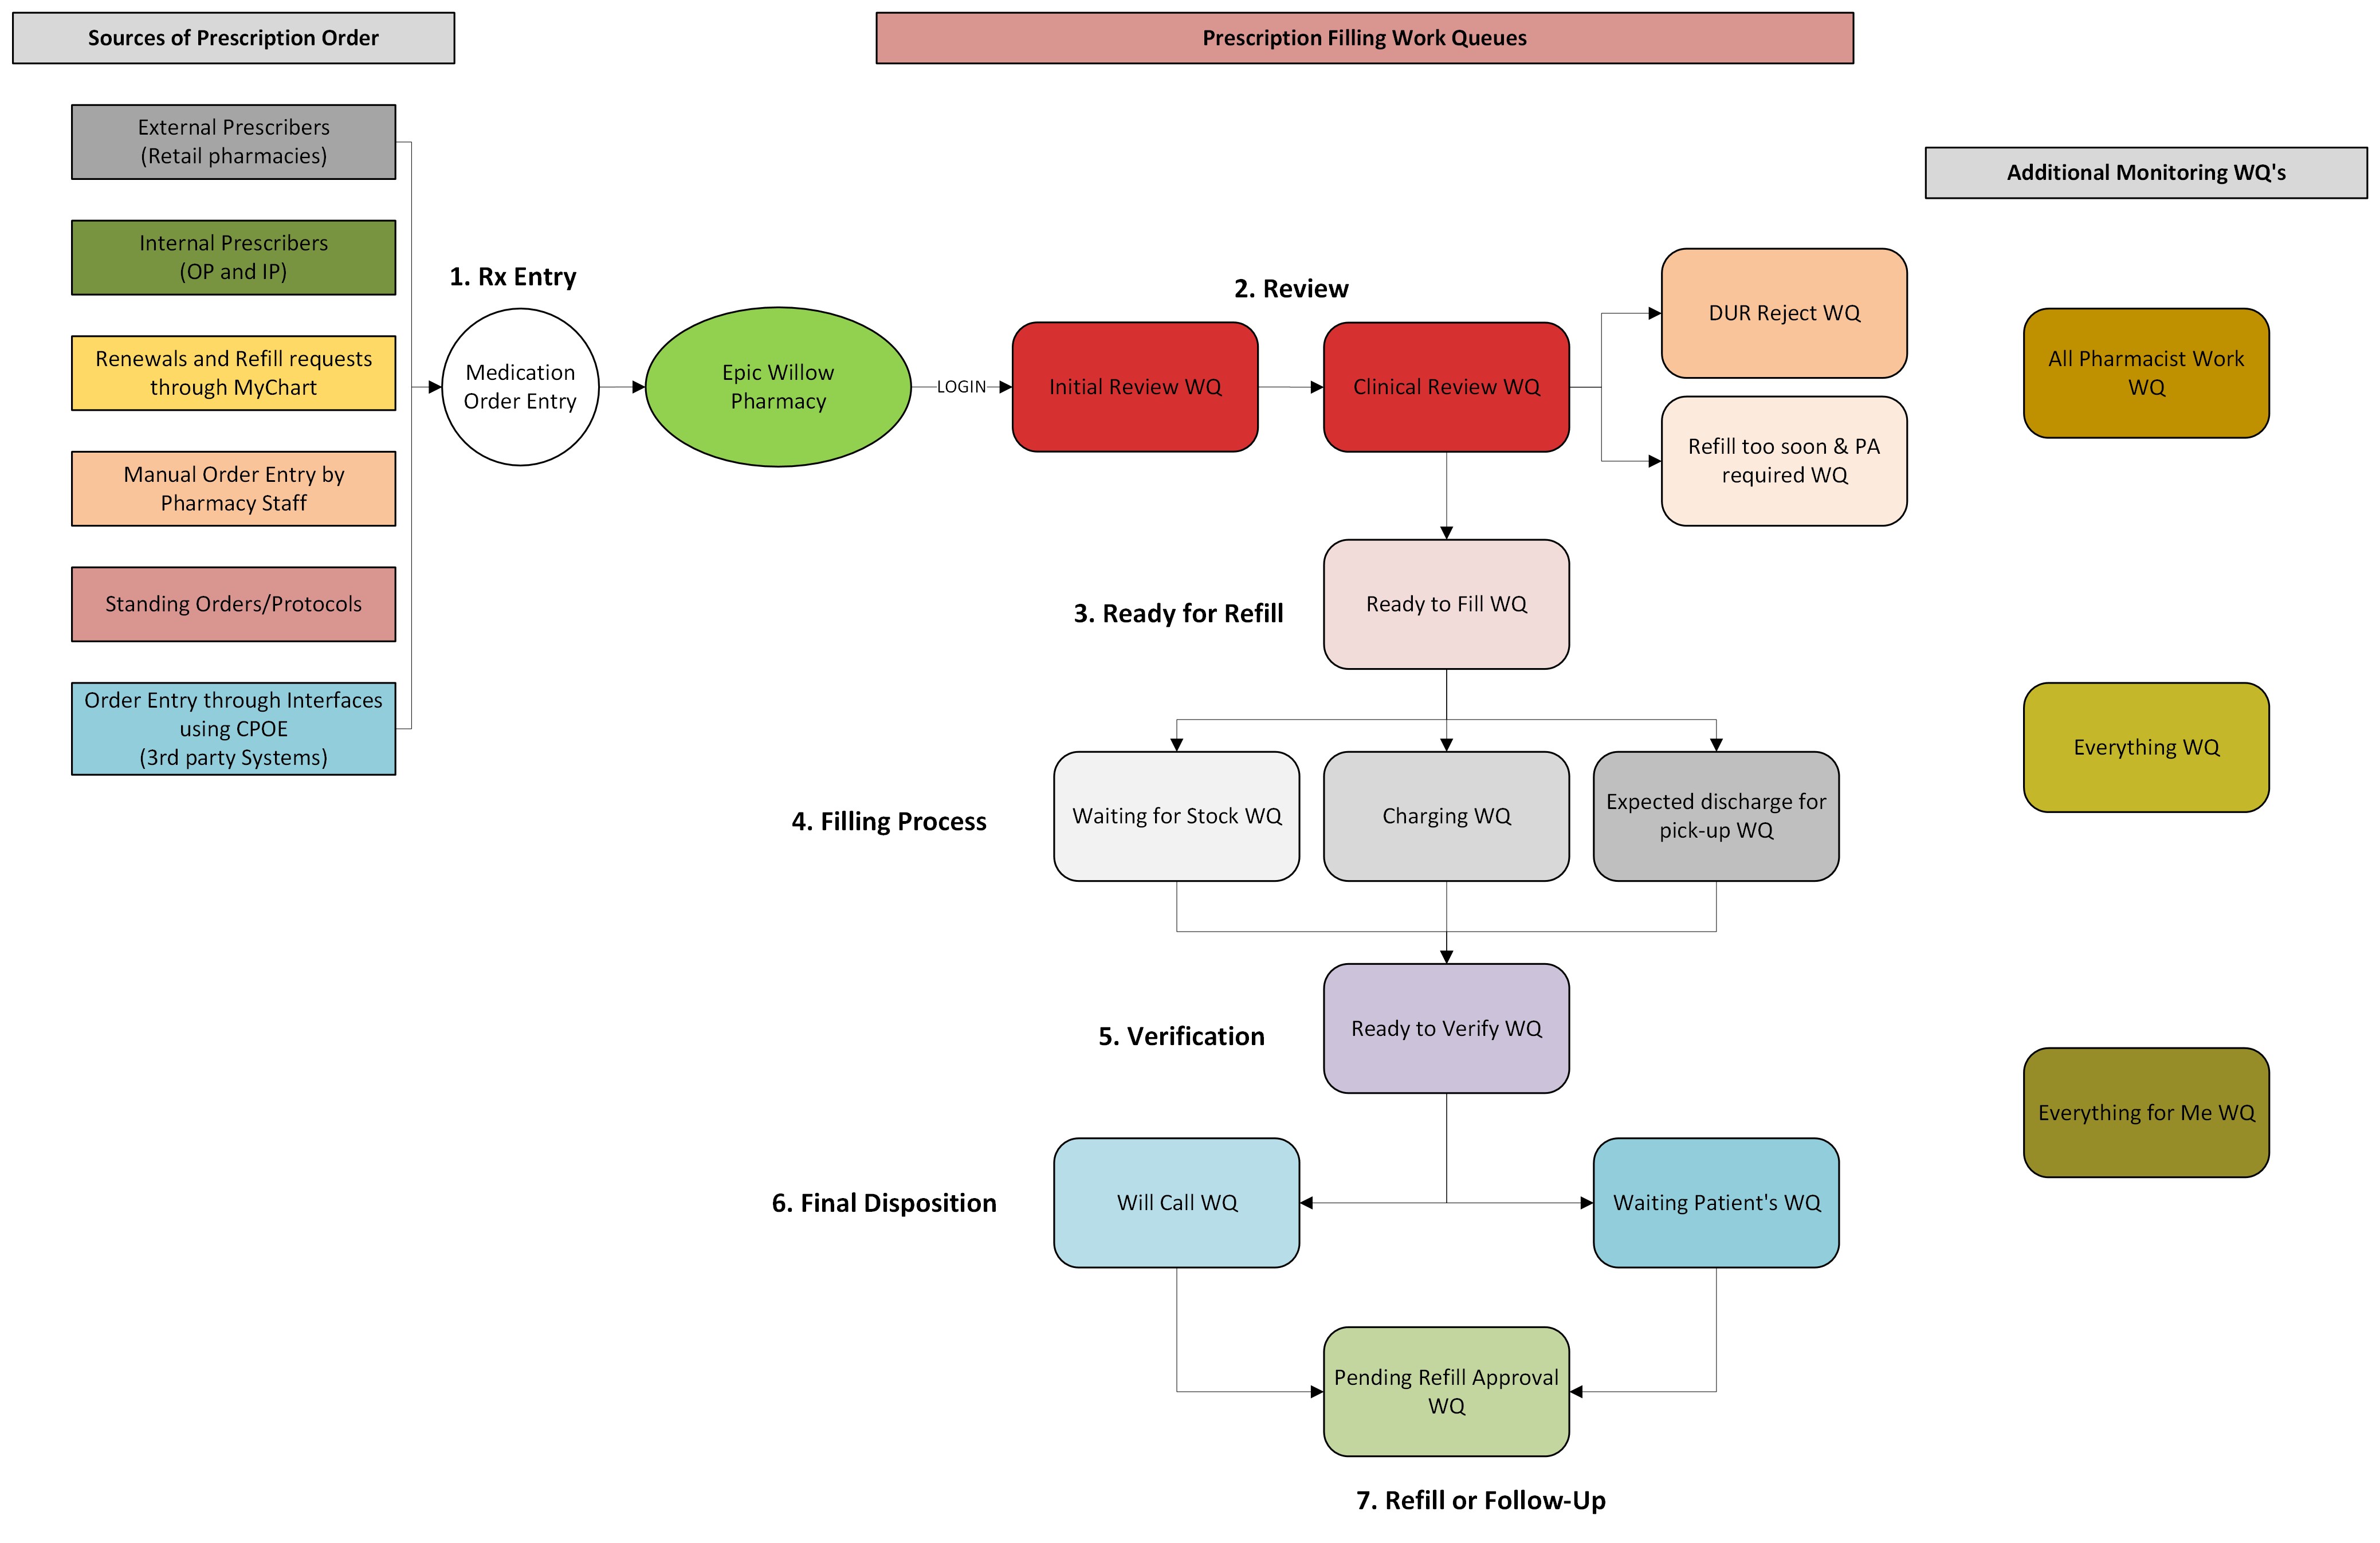 Sources of Prescription Order
Prescription Filling Work Queues
External Prescribers
(Retail pharmacies)
Internal Prescribers
(OP and IP)
Renewals and Refill requests
through MyChart
Manual Order Entry by
Pharmacy Staff
Standing Orders/Protocols
Order Entry through Interfaces
using CPOE
(3rd party Systems)
1. Rx Entry
Medication
Order Entry
Epic Willow
Pharmacy
LOGIN
2. Review
Initial Review WQ
Clinical Review WQ
DUR Reject WQ
Refill too soon & PA
required WQ
3. Ready for Refill
Ready to Fill WQ
4. Filling Process
Waiting for Stock WQ
Charging WQ
Expected discharge for
pick-up WQ
5. Verification
Ready to Verify WQ
6. Final Disposition
Will Call WQ
Waiting Patient's WQ
Pending Refill Approval
WQ
7. Refill or Follow-Up
Additional Monitoring WQ's
All Pharmacist Work
WQ
Everything WQ
Everything for Me WQ